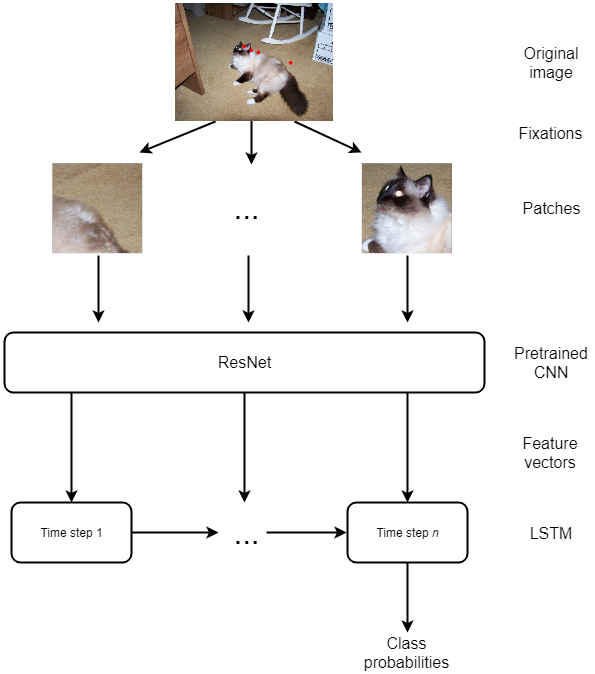 Original
image
Fixations
Patches
...
ResNet
Pretrained
CNN
Feature
vectors
Time step 1
...
Time step n
LSTM
Class
probabilities